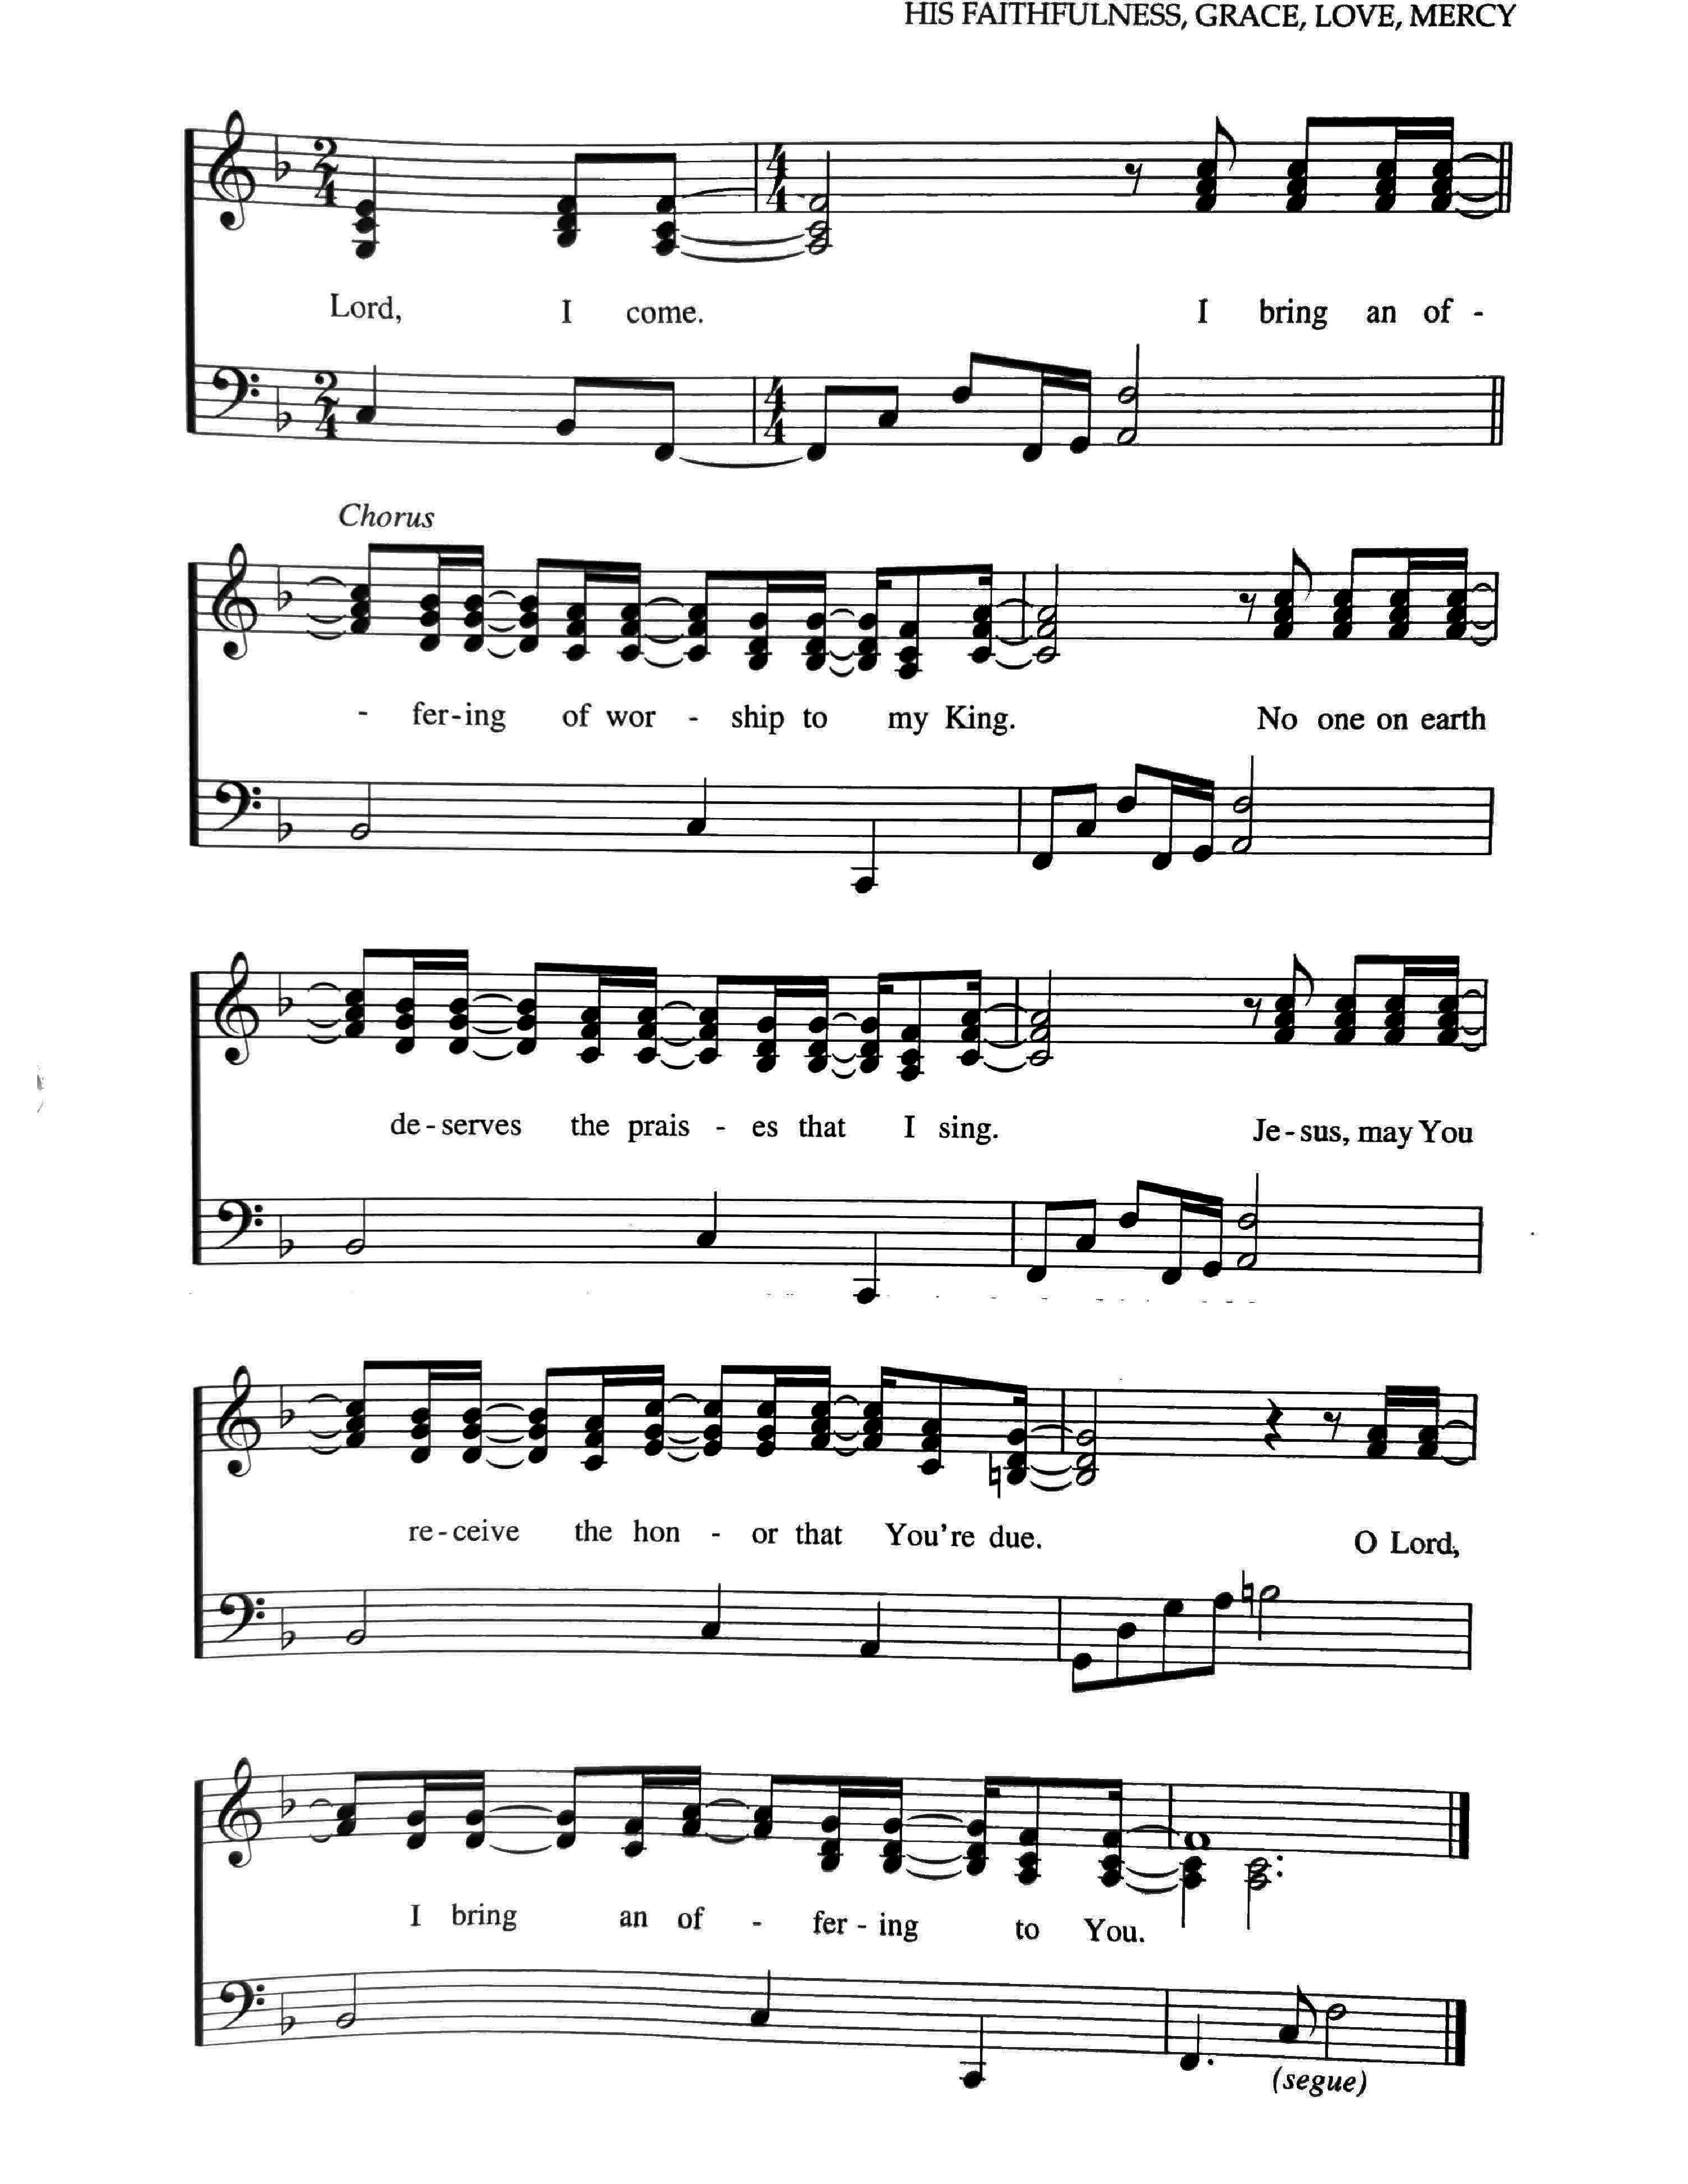 HIS FAITHFULNESS, GRACE, LOVE, MERCY
Lord, I come. I bring an of -
Chorus
- fer-ing of wor - ship to my King. No one on earth
de-serves the prais - es that I sing. Je-sus, may You
re-ceive the hon - or that You're due. O Lord,
I bring an of - fer-ing to You.
(segue)